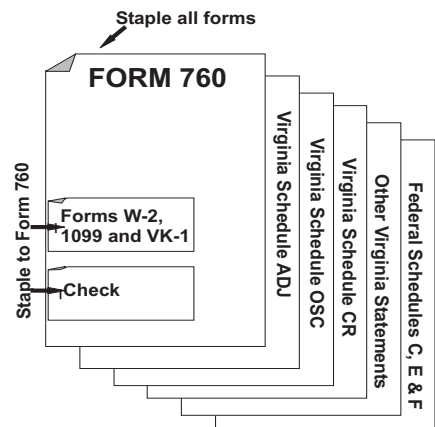 Staple all forms
FORM 760
Staple to Form 760
Forms W-2,
1099 and VK-1
Check
Virginia Schedule ADJ
Virginia Schedule OSC
Virginia Schedule CR
Other Virginia Statements
Federal Schedules C, E & F